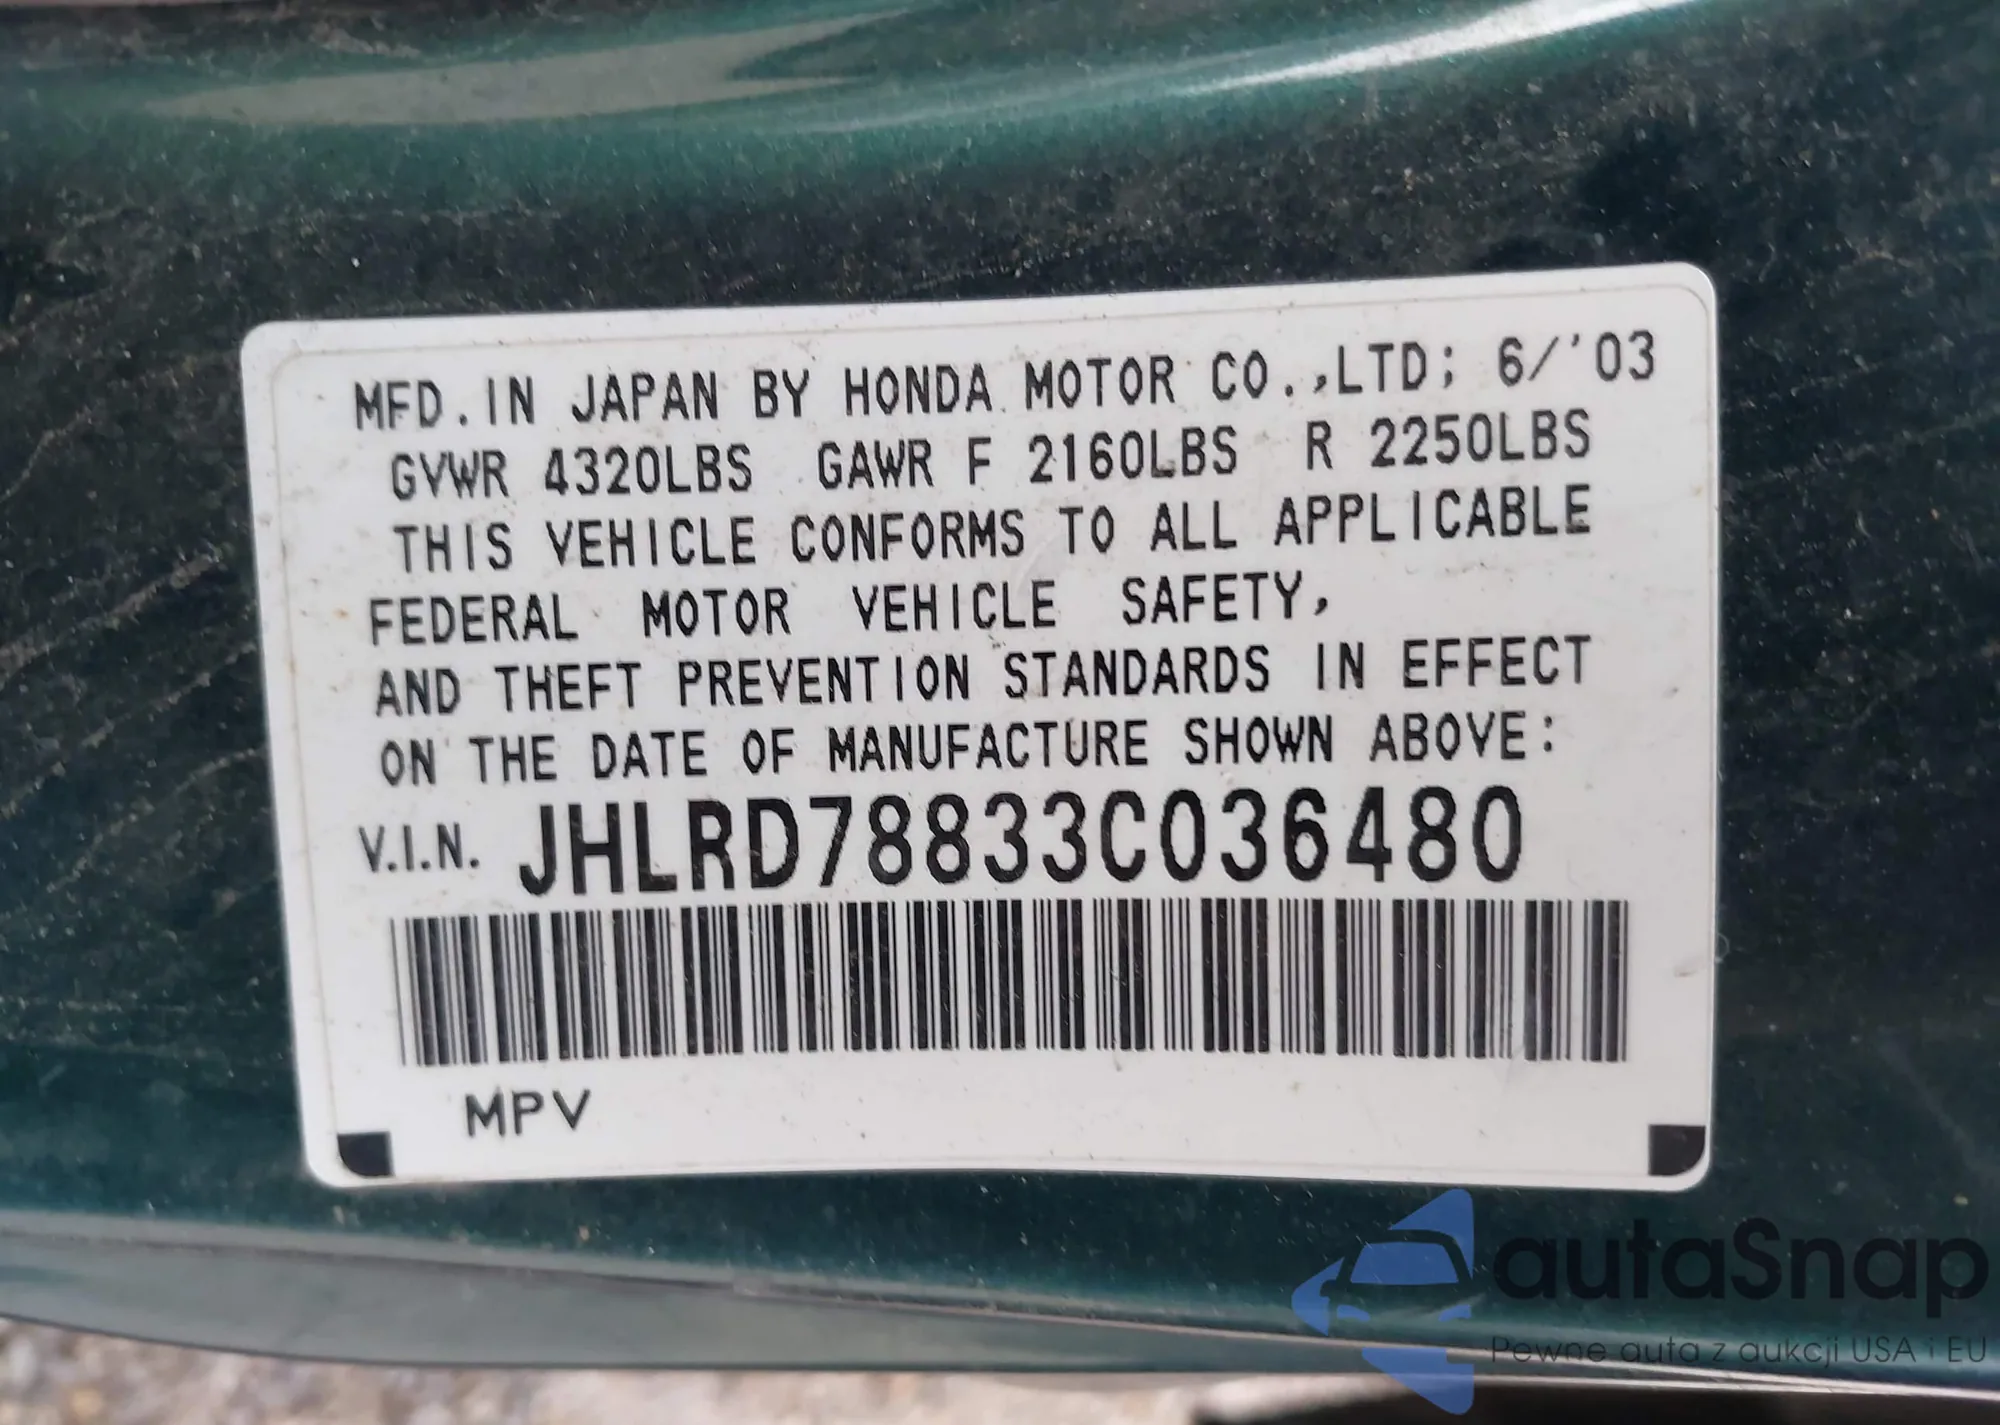 MFD. IN JAPAN BY HONDA MOTOR CO.,LTD; 6/'03
GVWR 4320LBS GAWR F 2160LBS R 2250LBS
THIS VEHICLE CONFORMS TO ALL APPLICABLE
FEDERAL MOTOR VEHICLE SAFETY,
AND THEFT PREVENTION STANDARDS IN EFFECT
ON THE DATE OF MANUFACTURE SHOWN ABOVE:
V.I.N. JHLRD78833C036480
MPV
autaSnap
Pewne auta z aukcji USA i EU